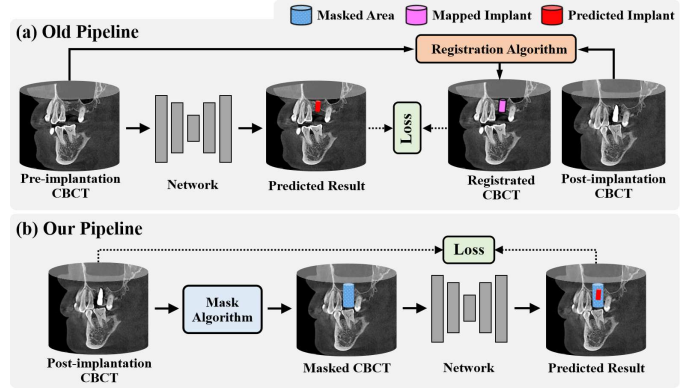 Masked Area
Mapped Implant
Predicted Implant
(a) Old Pipeline
Registration Algorithm
Loss
Pre-implantation
CBCT
Network
Predicted Result
Registrated
CBCT
Post-implantation
CBCT
(b) Our Pipeline
Loss
Mask
Algorithm
Post-implantation
CBCT
Masked CBCT
Network
Predicted Result